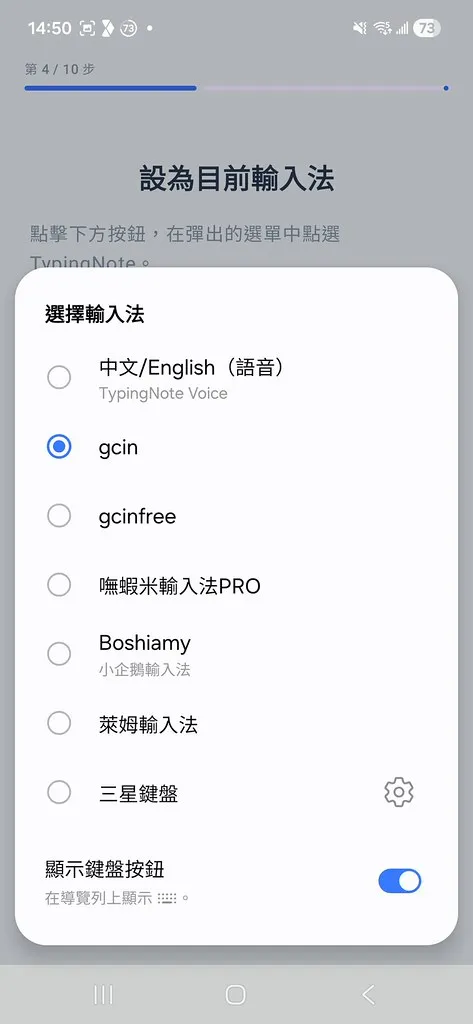 14:50
73
73
第 4 / 10 步
設為目前輸入法
點擊下方按鈕，在彈出的選單中點選
TypingNote。
選擇輸入法
中文/English（語音）
TypingNote Voice
gcin
gcinfree
嘸蝦米輸入法PRO
Boshiamy
小企鵝輸入法
萊姆輸入法
三星鍵盤
顯示鍵盤按鈕
在導覽列上顯示 。